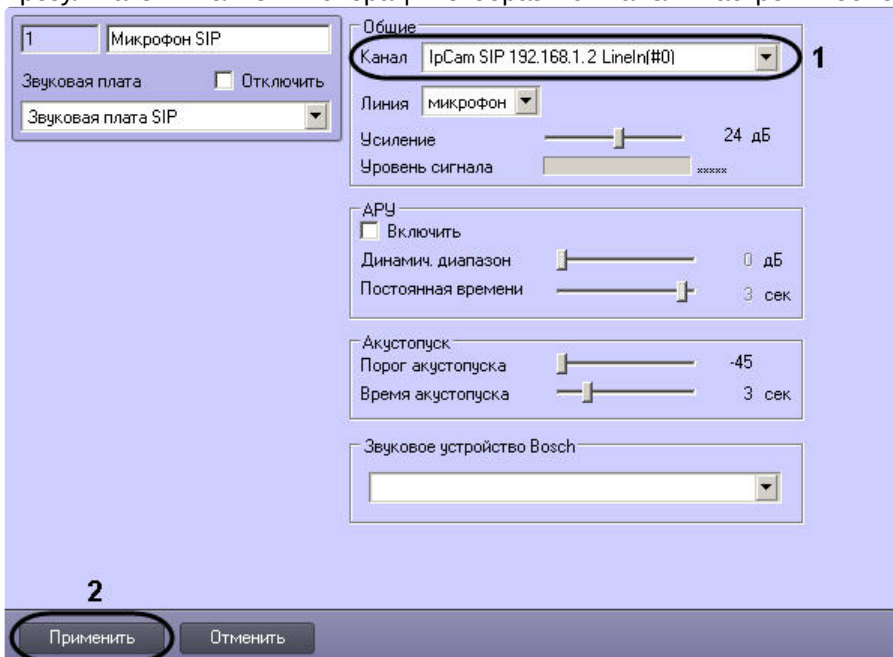 1 Микрофон SIP
Звуковая плата Отключить
Звуковая плата SIP
Общие
Канал IpCam SIP 192.168.1.2 LineIn(#0)
1
Линия микрофон
Усиление 24 дБ
Уровень сигнала xxxxx
АРУ
Включить
Динамич. диапазон 0 дБ
Постоянная времени 3 сек
Акустопуск
Порог акустопуска -45
Время акустопуска 3 сек
Звуковое устройство Bosch
2
Применить Отменить